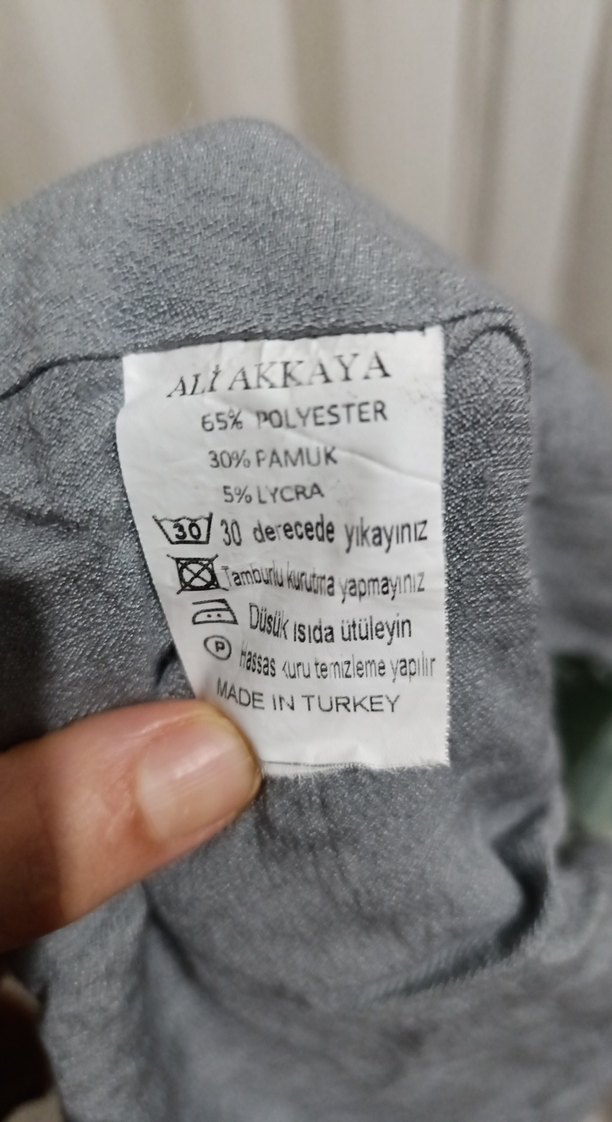 ALİ AKKAYA
65% POLYESTER
30% PAMUK
5% LYCRA
30 30 derecede yıkayınız
Tamburlu kurutma yapmayınız
Düsük ısıda ütüleyin
P Hassas kuru temizleme yapılır
MADE IN TURKEY